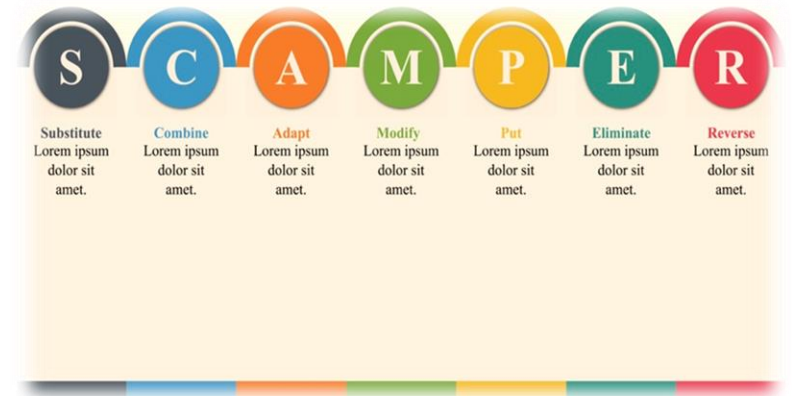 S C A M P E R
Substitute Combine Adapt Modify Put Eliminate Reverse
Lorem ipsum Lorem ipsum Lorem ipsum Lorem ipsum Lorem ipsum Lorem ipsum Lorem ipsum
dolor sit dolor sit dolor sit dolor sit dolor sit dolor sit dolor sit
amet. amet. amet. amet. amet. amet. amet.